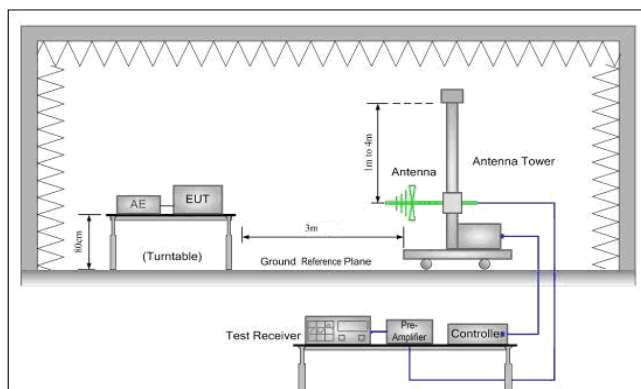 1m to 4m
Antenna
Antenna Tower
AE
EUT
80cm
(Turntable)
3m
Ground Reference Plane
Test Receiver
Pre-
Amplifier
Controller